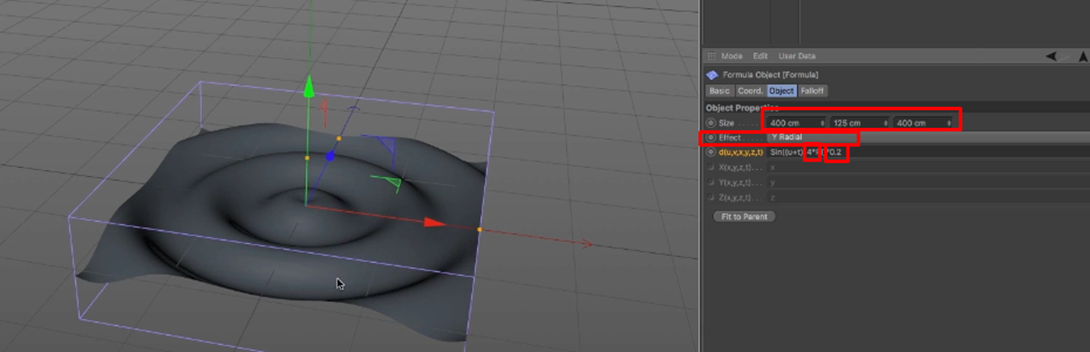 Mode Edit User Data
Formula Object [Formula]
Basic Coord. Object Falloff
Object Properties
Size . . . . . 400 cm 125 cm 400 cm
Effect . . . . Y Radial
d(u,v,x,y,z,t) Sin((u+t) 4* 0.2
X(x,y,z,t) . . . x
Y(x,y,z,t) . . . y
Z(x,y,z,t) . . . z
Fit to Parent